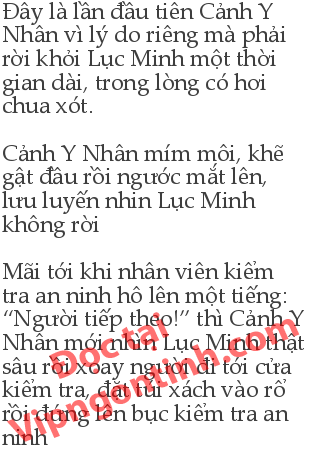 Đây là lần đầu tiên Cảnh Y
Nhân vì lý do riêng mà phải
rời khỏi Lục Minh một thời
gian dài, trong lòng có hơi
chua xót.
Cảnh Y Nhân mím môi, khẽ
gật đầu rồi ngước mắt lên,
lưu luyến nhìn Lục Minh
không rời
Mãi tới khi nhân viên kiểm
tra an ninh hô lên một tiếng:
“Người tiếp theo!” thì Cảnh Y
Nhân mới nhìn Lục Minh thật
sâu rồi xoay người đi tới cửa
kiểm tra, đặt túi xách vào rổ
rồi đứng lên bục kiểm tra an
ninh
Đọc tại
Vipngontinh.com